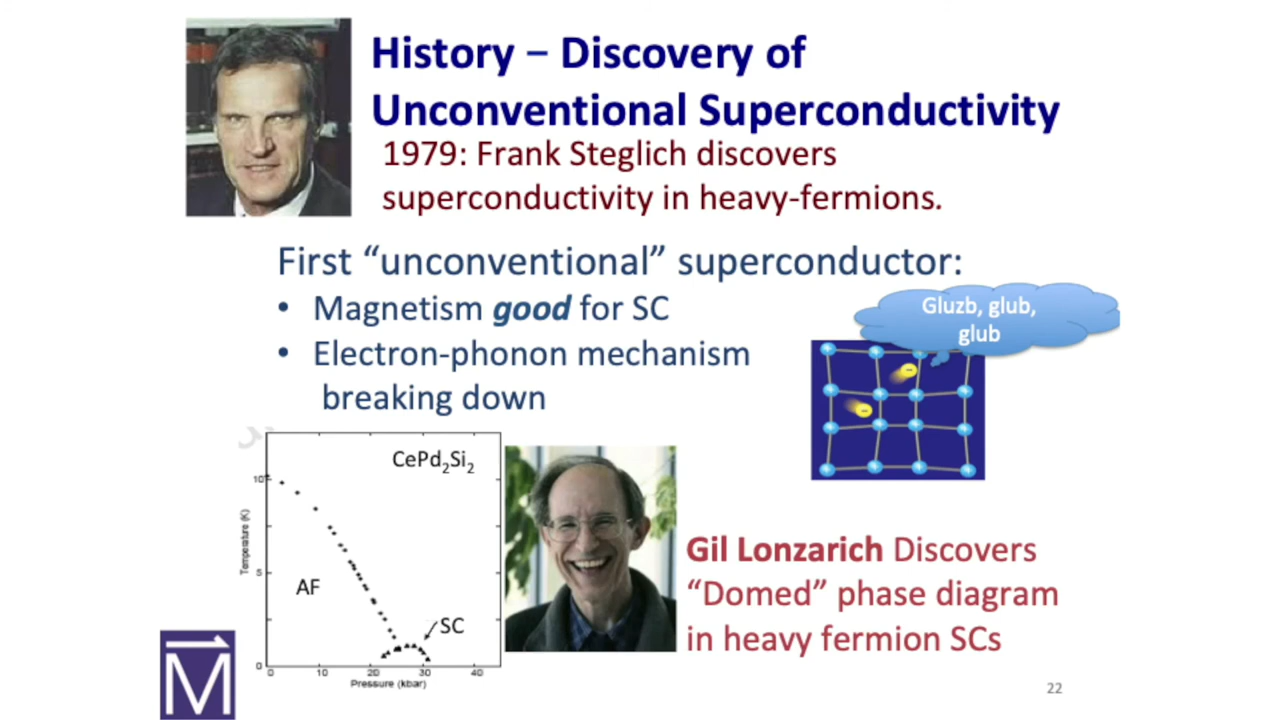 History – Discovery of
Unconventional Superconductivity
1979: Frank Steglich discovers
superconductivity in heavy-fermions.
First “unconventional” superconductor:
• Magnetism good for SC
• Electron-phonon mechanism
breaking down
Gluzb, glub,
glub
CePd₂Si₂
10
5
0
Temperature (K)
AF
SC
0 10 20 30 40
Pressure (kbar)
Gil Lonzarich Discovers
“Domed” phase diagram
in heavy fermion SCs
M
22